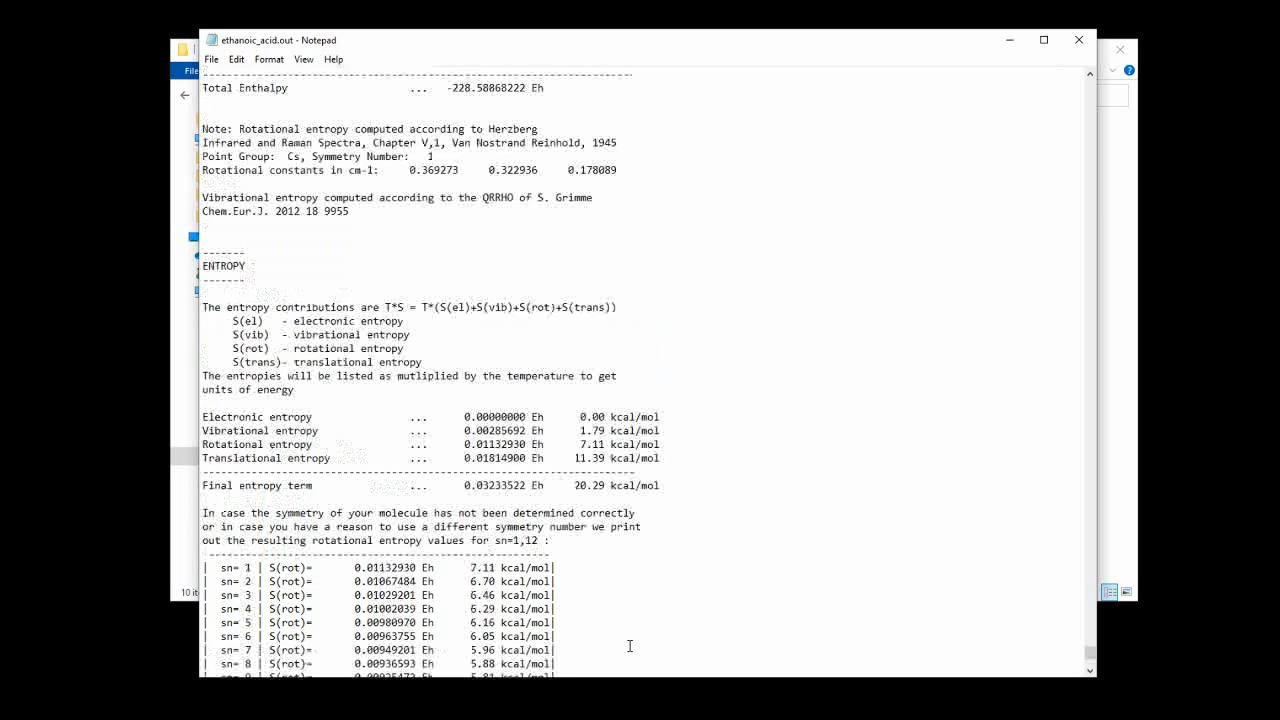 ethanoic_acid.out - Notepad
File Edit Format View Help
File
------------------------------------------------------------------------
Total Enthalpy ... -228.58868222 Eh
Note: Rotational entropy computed according to Herzberg
Infrared and Raman Spectra, Chapter V,1, Van Nostrand Reinhold, 1945
Point Group: Cs, Symmetry Number: 1
Rotational constants in cm-1: 0.369273 0.322936 0.178089
Vibrational entropy computed according to the QRRHO of S. Grimme
Chem.Eur.J. 2012 18 9955
-------
ENTROPY
-------
The entropy contributions are T*S = T*(S(el)+S(vib)+S(rot)+S(trans))
S(el) - electronic entropy
S(vib) - vibrational entropy
S(rot) - rotational entropy
S(trans)- translational entropy
The entropies will be listed as mutliplied by the temperature to get
units of energy
Electronic entropy ... 0.00000000 Eh 0.00 kcal/mol
Vibrational entropy ... 0.00285692 Eh 1.79 kcal/mol
Rotational entropy ... 0.01132930 Eh 7.11 kcal/mol
Translational entropy ... 0.01814900 Eh 11.39 kcal/mol
------------------------------------------------------------------------
Final entropy term ... 0.03233522 Eh 20.29 kcal/mol
In case the symmetry of your molecule has not been determined correctly
or in case you have a reason to use a different symmetry number we print
out the resulting rotational entropy values for sn=1,12 :
---------------------------------------------------------
| sn= 1 | S(rot)= 0.01132930 Eh 7.11 kcal/mol|
| sn= 2 | S(rot)= 0.01067484 Eh 6.70 kcal/mol|
| sn= 3 | S(rot)= 0.01029201 Eh 6.46 kcal/mol|
| sn= 4 | S(rot)= 0.01002039 Eh 6.29 kcal/mol|
| sn= 5 | S(rot)= 0.00980970 Eh 6.16 kcal/mol|
| sn= 6 | S(rot)= 0.00963755 Eh 6.05 kcal/mol|
| sn= 7 | S(rot)= 0.00949201 Eh 5.96 kcal/mol|
| sn= 8 | S(rot)= 0.00936593 Eh 5.88 kcal/mol|
10